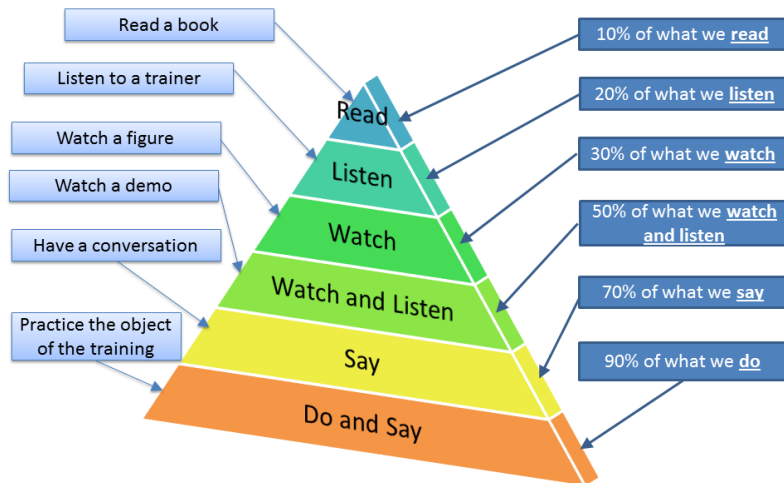 Read a book
Listen to a trainer
Watch a figure
Watch a demo
Have a conversation
Practice the object
of the training
Read
Listen
Watch
Watch and Listen
Say
Do and Say
10% of what we read
20% of what we listen
30% of what we watch
50% of what we watch
and listen
70% of what we say
90% of what we do